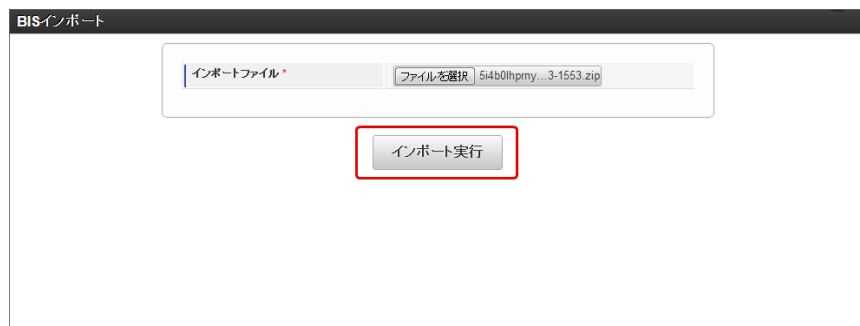 BISインポート
インポートファイル *
ファイルを選択 5i4b0lhpmy...3-1553.zip
インポート実行